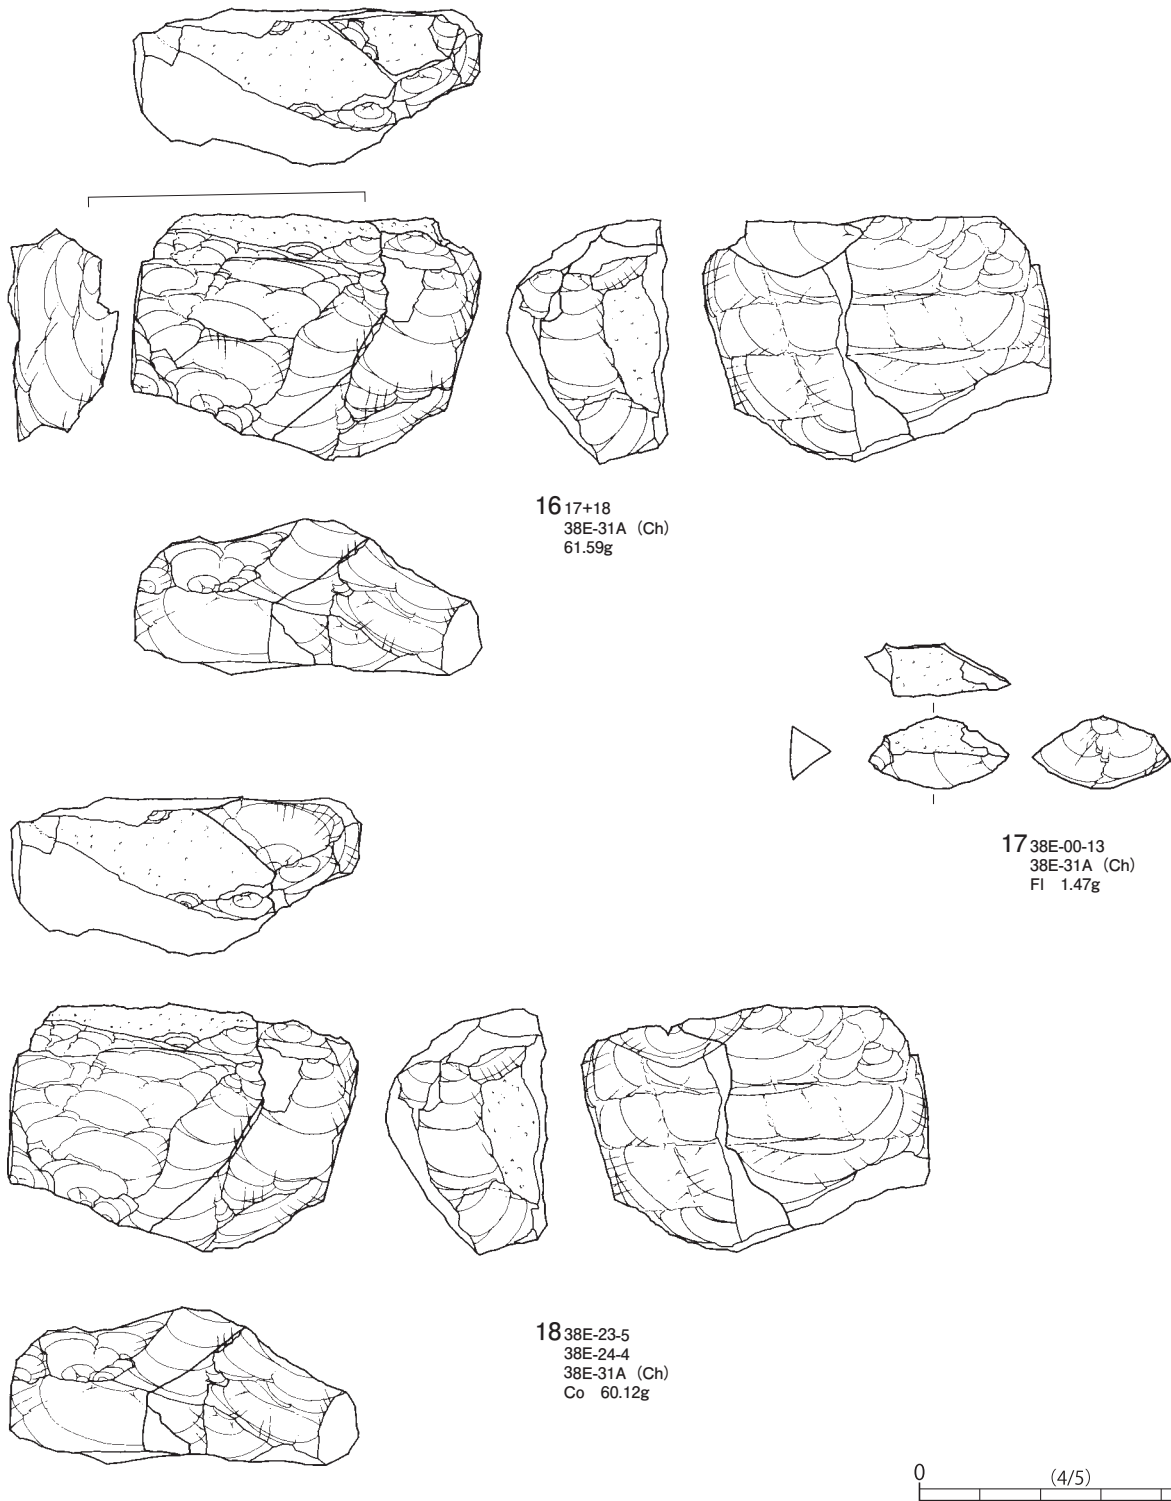 16 17+18
38E-31A（Ch）
61.59g
17 38E-00-13
38E-31A（Ch）
Fl 1.47g
18 38E-23-5
38E-24-4
38E-31A（Ch）
Co 60.12g
0 (4/5)